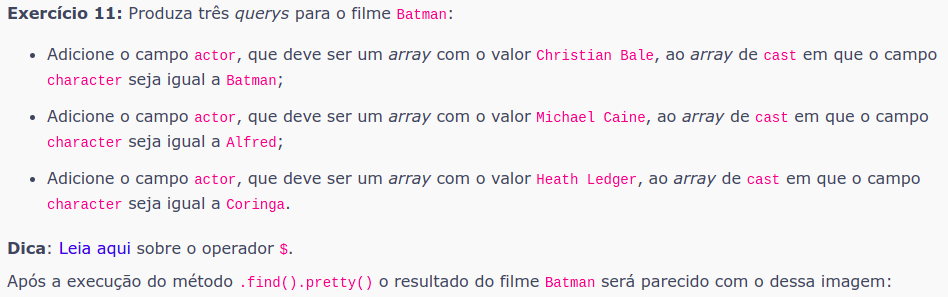 Exercício 11: Produza três querys para o filme Batman:
• Adicione o campo actor, que deve ser um array com o valor Christian Bale, ao array de cast em que o campo
character seja igual a Batman;
• Adicione o campo actor, que deve ser um array com o valor Michael Caine, ao array de cast em que o campo
character seja igual a Alfred;
• Adicione o campo actor, que deve ser um array com o valor Heath Ledger, ao array de cast em que o campo
character seja igual a Coringa.
Dica: Leia aqui sobre o operador $.
Após a execução do método .find().pretty() o resultado do filme Batman será parecido com o dessa imagem: